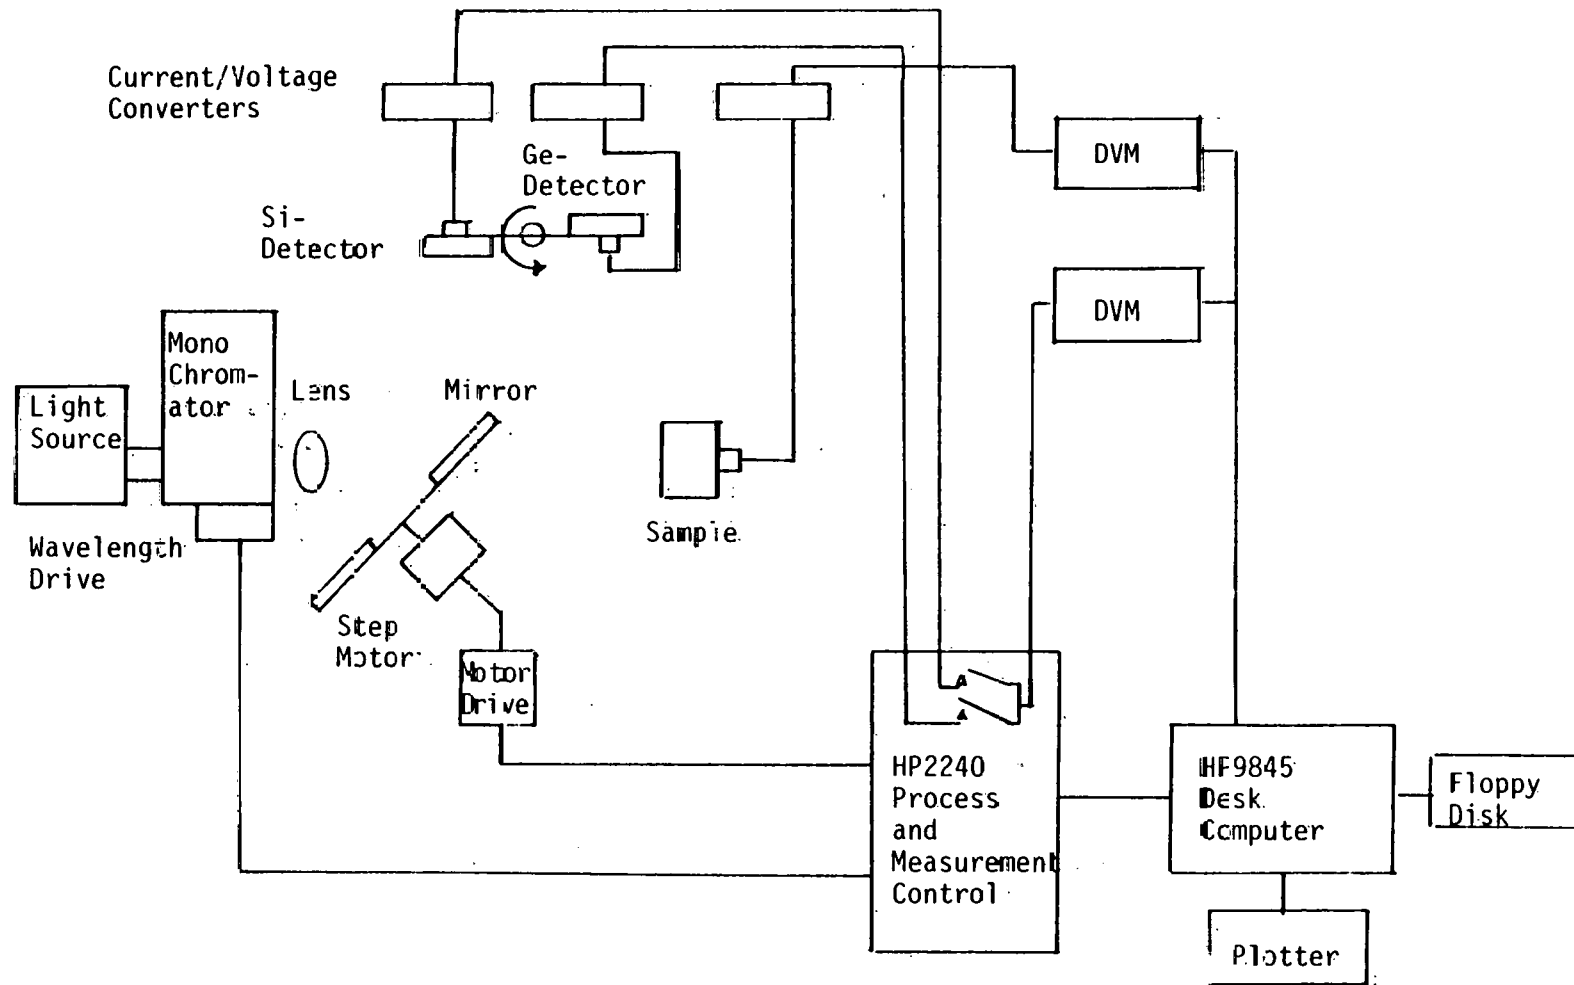 Current/Voltage
Converters
Ge-
Detector
Si-
Detector
DVM
DVM
Mono
Chrom-
ator
Lens
Mirror
Light
Source
Sample
Wavelength
Drive
Step
Motor
Motor
Drive
HP2240
Process
and
Measurement
Control
HP9845
Desk
Computer
Floppy
Disk
Plotter